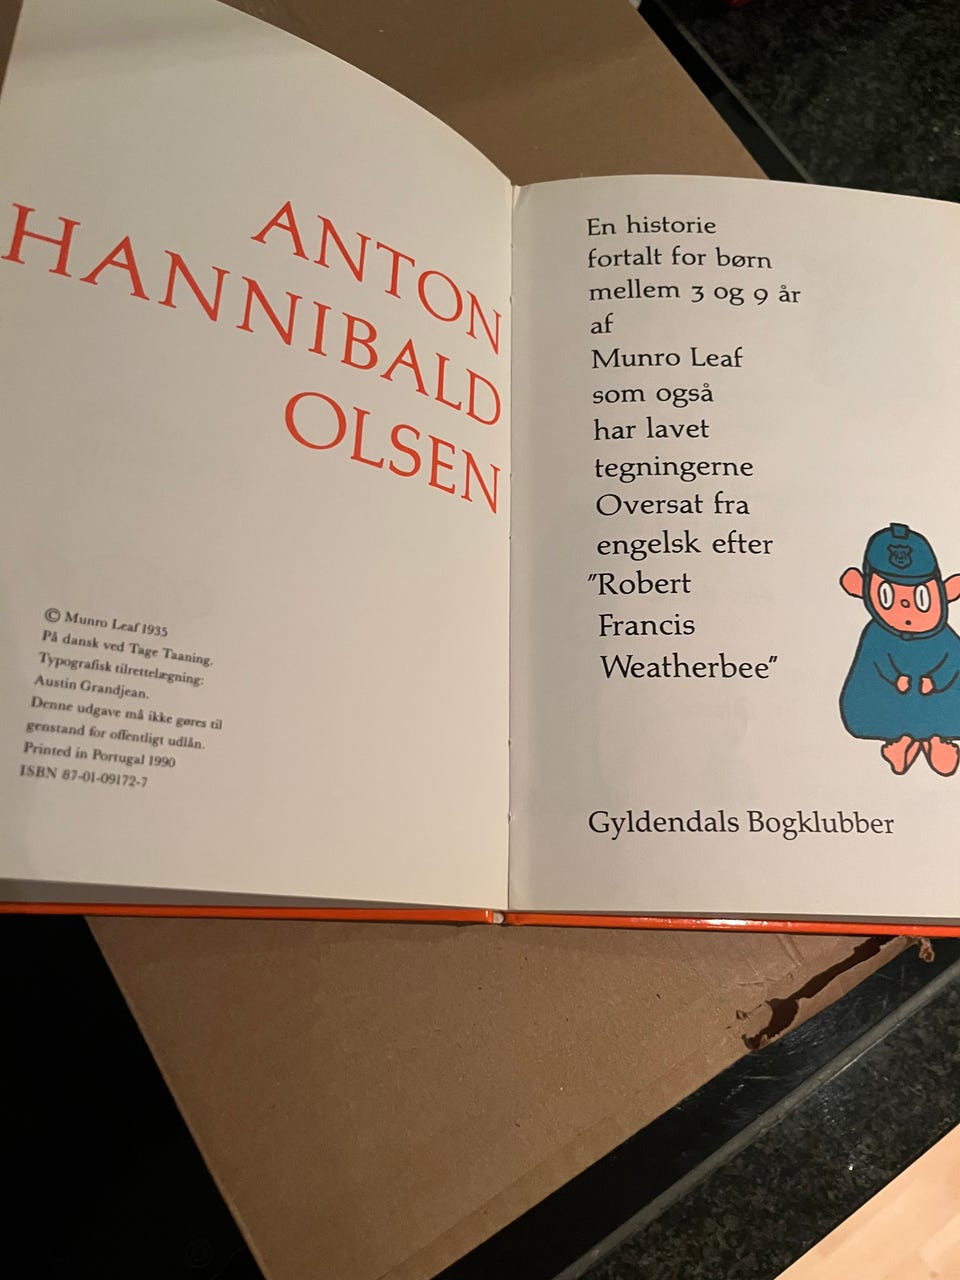 ANTON
HANNIBALD
OLSEN
© Munro Leaf 1935
På dansk ved Tage Taaning.
Typografisk tilrettelægning:
Austin Grandjean.
Denne udgave må ikke gøres til
genstand for offentligt udlån.
Printed in Portugal 1990
ISBN 87-01-09172-7
En historie
fortalt for børn
mellem 3 og 9 år
af
Munro Leaf
som også
har lavet
tegningerne
Oversat fra
engelsk efter
"Robert
Francis
Weatherbee"
Gyldendals Bogklubber